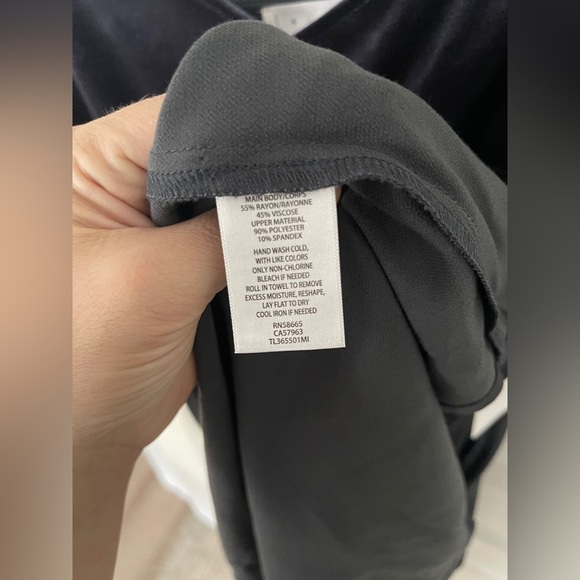 MAIN BODY/CORPS
55% RAYON/RAYONNE
45% VISCOSE
UPPER MATERIAL
90% POLYESTER
10% SPANDEX
HAND WASH COLD,
WITH LIKE COLORS
ONLY NON-CHLORINE
BLEACH IF NEEDED
ROLL IN TOWEL TO REMOVE
EXCESS MOISTURE, RESHAPE,
LAY FLAT TO DRY
COOL IRON IF NEEDED
RN58665
CA57963
TL365501MI